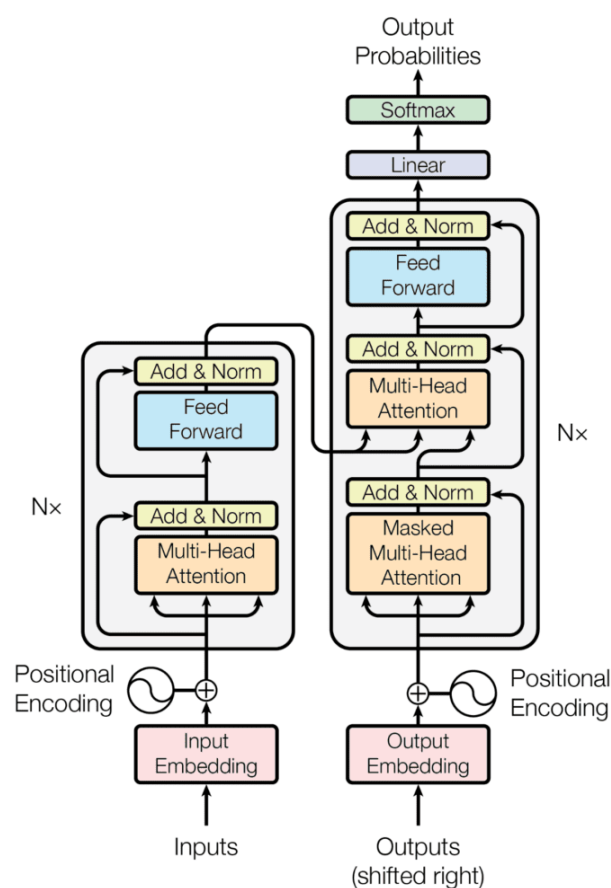 Output
Probabilities
Softmax
Linear
Add & Norm
Feed
Forward
Add & Norm
Multi-Head
Attention
Add & Norm
Masked
Multi-Head
Attention
N×
Add & Norm
Feed
Forward
Add & Norm
Multi-Head
Attention
N×
Positional
Encoding
Positional
Encoding
Input
Embedding
Output
Embedding
Inputs
Outputs
(shifted right)